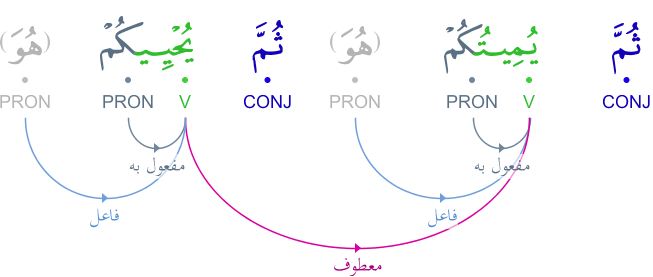 ثُمَّ يُمِيتُكُمْ (هُوَ) ثُمَّ يُحْيِيكُمْ (هُوَ)
CONJ V PRON PRON CONJ V PRON PRON
مفعول به مفعول به
فاعل فاعل
معطوف